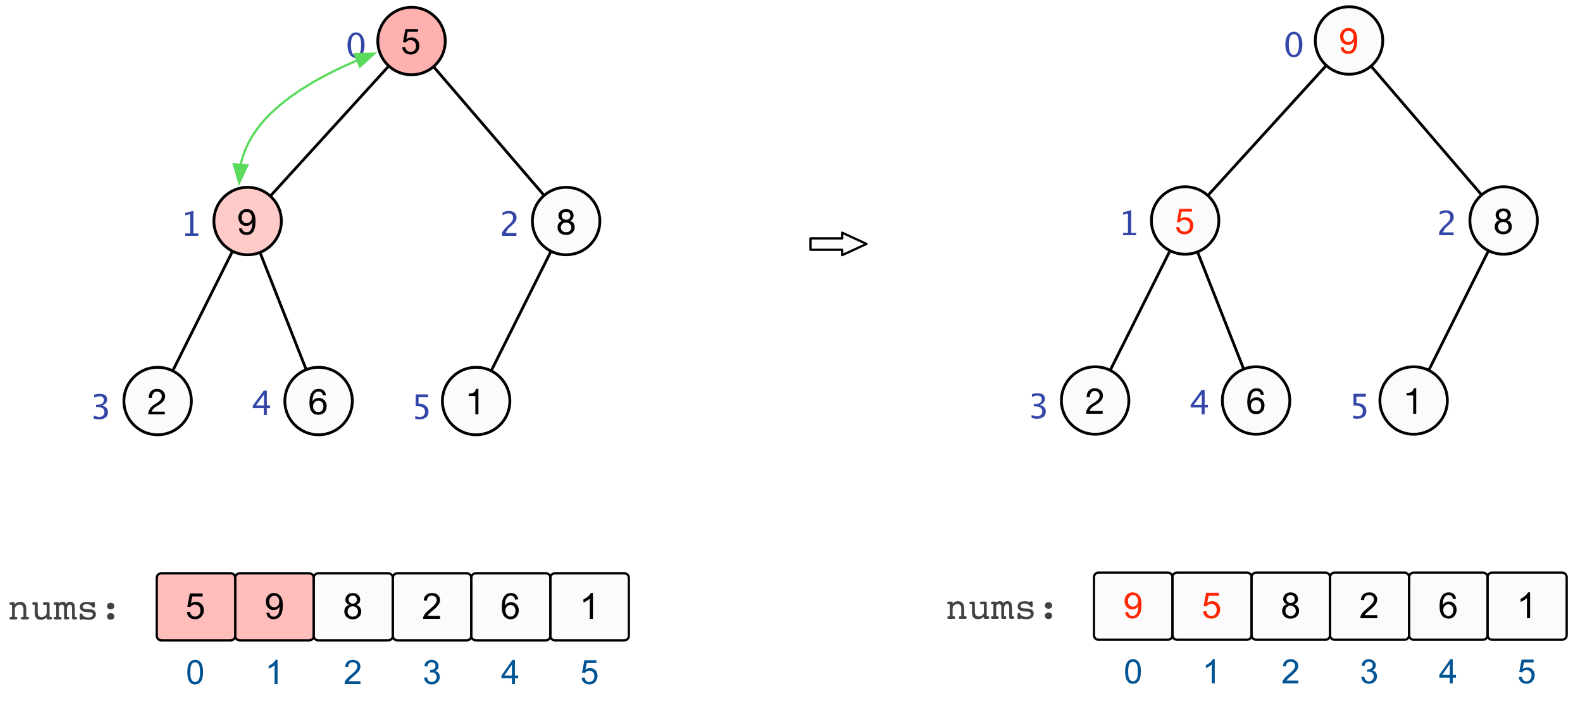 0 5
0 9
1 9 2 8
1 5 2 8
3 2 4 6 5 1
3 2 4 6 5 1
nums: 5 9 8 2 6 1
0 1 2 3 4 5
nums: 9 5 8 2 6 1
0 1 2 3 4 5